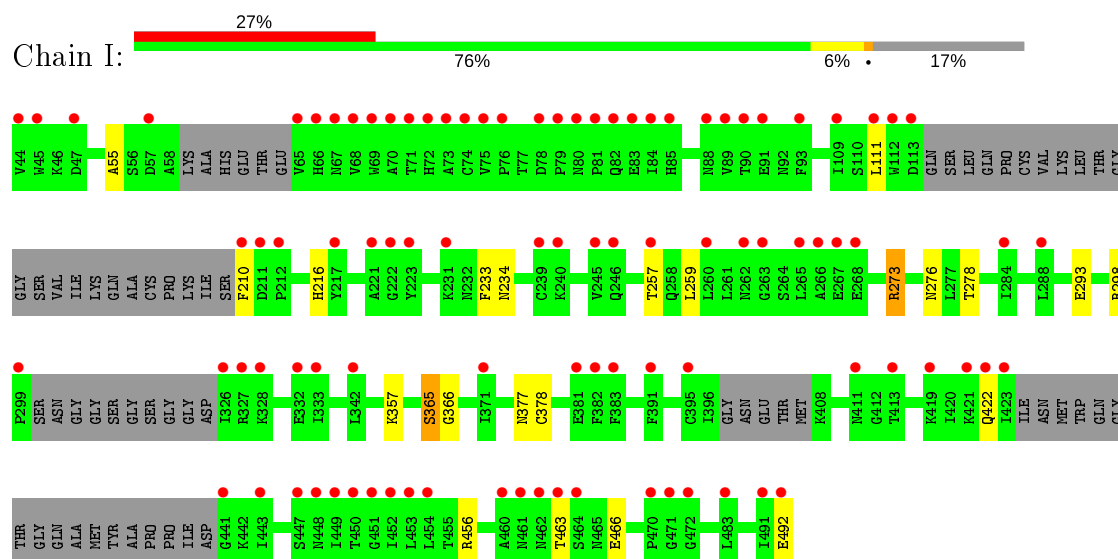 27%
Chain I:
76% 6% • 17%
V44 W45 K46 D47 A55 S56 D57 A58 LYS ALA HIS GLU THR GLU V65 H66 N67 V68 W69 A70 T71 H72 A73 C74 V75 P76 T77 D78 P79 N80 P81 Q82 E83 I84 H85 N88 V89 T90 E91 N92 F93 I109 S110 L111 W112 D113 GLN SER LEU GLN PRO CYS VAL LYS LEU THR GLY
GLY SER VAL ILE LYS GLN ALA CYS PRO LYS ILE SER F210 D211 P212 H216 Y217 A221 G222 Y223 K231 N232 F233 N234 C239 K240 V245 Q246 T257 Q258 L259 L260 L261 N262 G263 S264 L265 A266 E267 E268 R273 N276 L277 T278 I284 L288 E293 R298
P299 SER ASN GLY GLY SER GLY SER GLY GLY ASP I326 R327 K328 E332 I333 L342 K357 S365 G366 I371 N377 C378 E381 F382 F383 F391 C395 I396 GLY ASN GLU THR MET K408 N411 G412 T413 K419 I420 K421 Q422 I423 ILE ASN MET TRP GLN GLY
THR GLY GLN ALA MET TYR ALA PRO PRO ILE ASP G441 K442 I443 S447 N448 I449 T450 G451 I452 L453 L454 T455 R456 A460 N461 N462 T463 S464 N465 E466 P470 G471 G472 L483 I491 E492